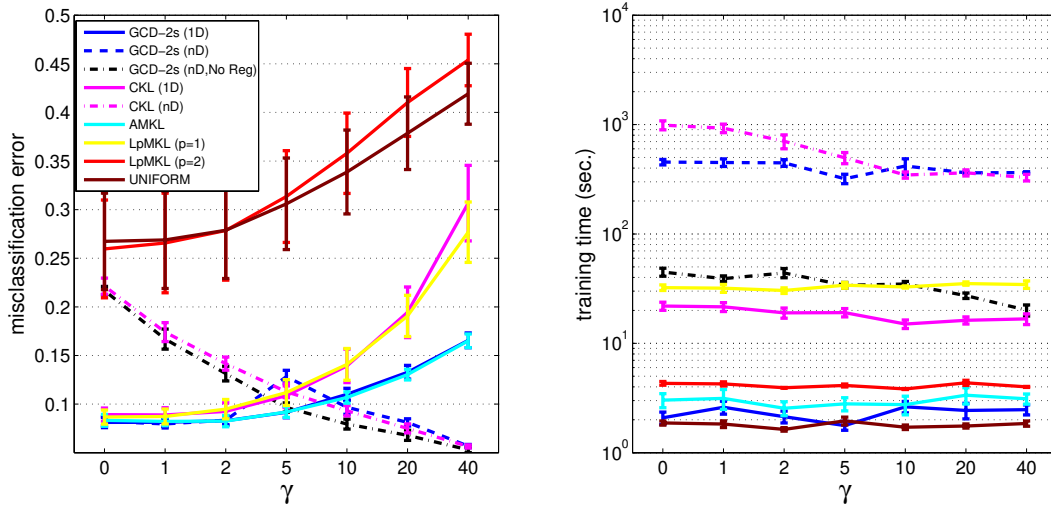 0.5
0.45
0.4
0.35
0.3
0.25
0.2
0.15
0.1
misclassification error
GCD-2s (1D)
GCD-2s (nD)
GCD-2s (nD,No Reg)
CKL (1D)
CKL (nD)
AMKL
LpMKL (p=1)
LpMKL (p=2)
UNIFORM
0 1 2 5 10 20 40
γ
10^4
10^3
10^2
10^1
10^0
training time (sec.)
0 1 2 5 10 20 40
γ